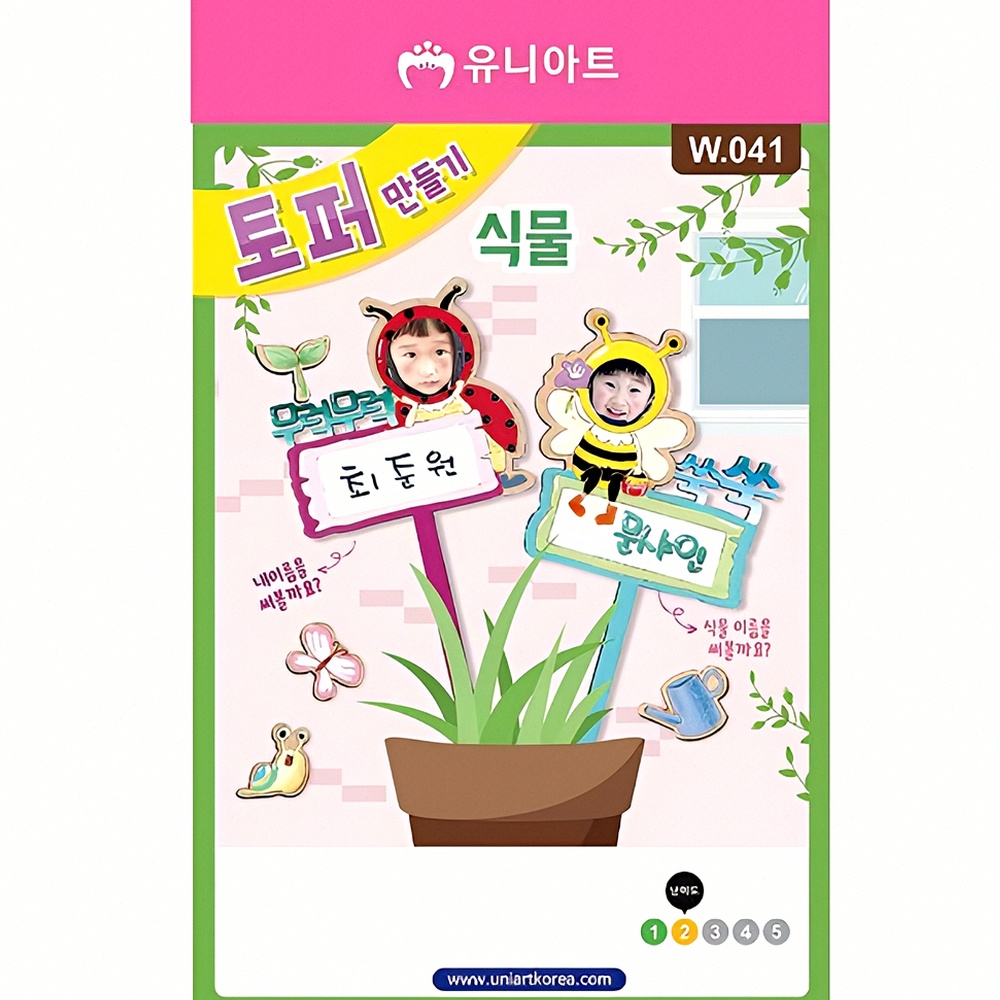 유니아트
W.041
토퍼 만들기
식물
무럭무럭
최준원
쑥쑥
문샤인
내이름을
써볼까요?
식물 이름을
써볼까요?
난이도
1 2 3 4 5
www.uniartkorea.com